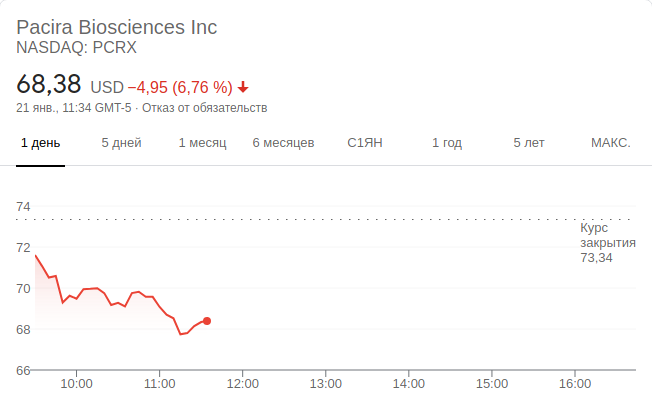 Pacira Biosciences Inc
NASDAQ: PCRX
68,38 USD −4,95 (6,76 %)
21 янв., 11:34 GMT-5 · Отказ от обязательств
1 день 5 дней 1 месяц 6 месяцев С1ЯН 1 год 5 лет МАКС.
74
Курс
закрытия
73,34
72
70
68
66
10:00 11:00 12:00 13:00 14:00 15:00 16:00